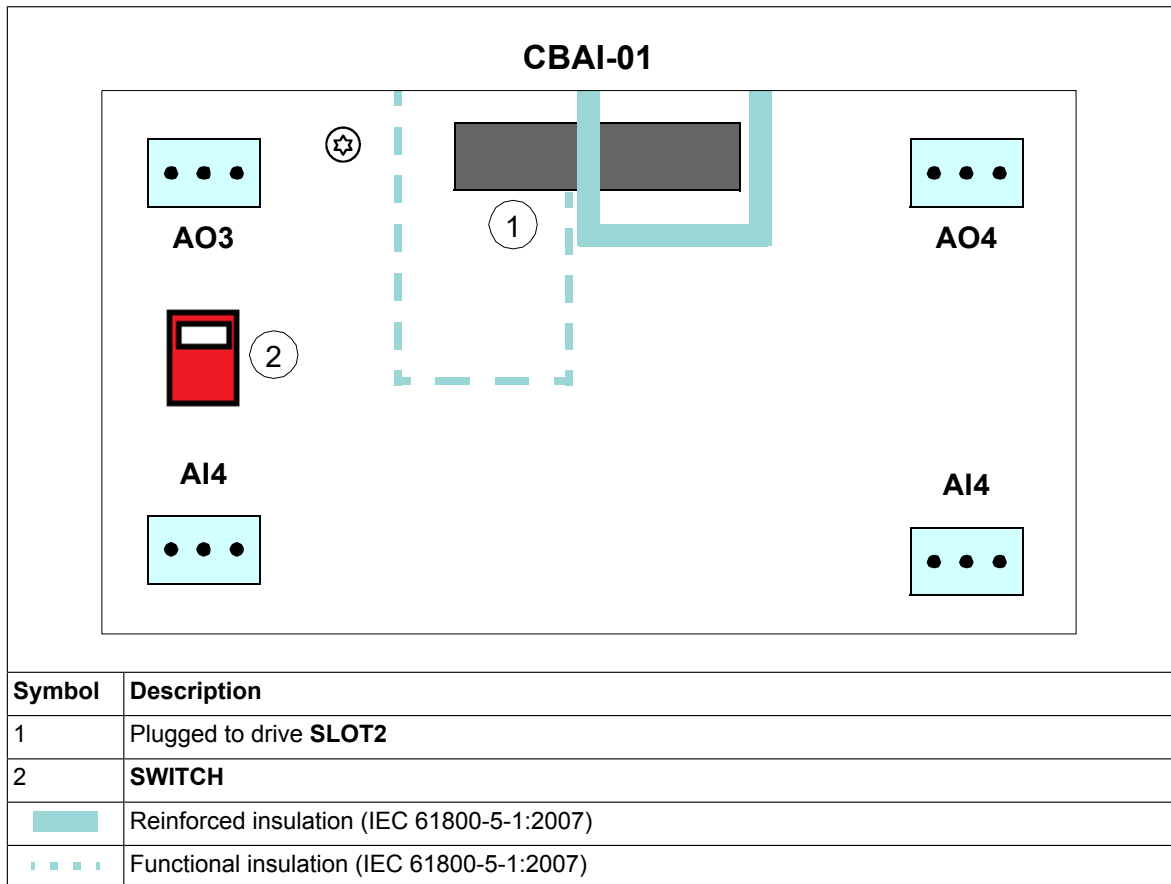 CBAI-01
AO3
1
AO4
2
AI4
AI4
Symbol Description
1 Plugged to drive SLOT2
2 SWITCH
Reinforced insulation (IEC 61800-5-1:2007)
Functional insulation (IEC 61800-5-1:2007)